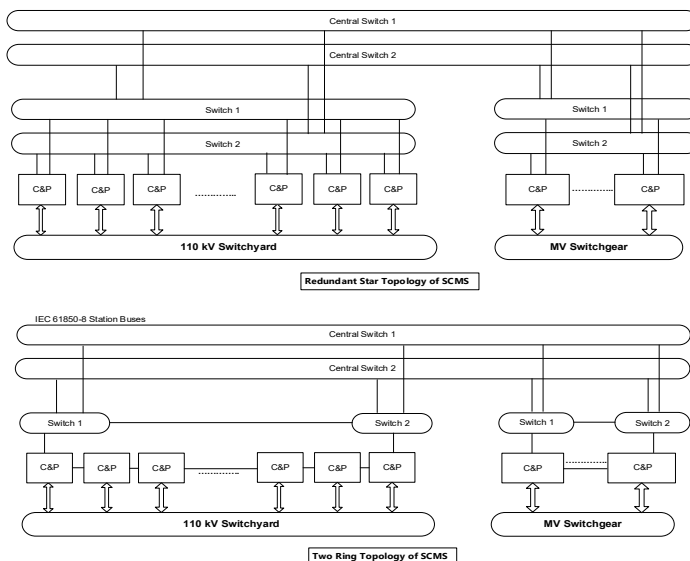 Central Switch 1
Central Switch 2
Switch 1
Switch 1
Switch 2
Switch 2
C&P C&P C&P .............. C&P C&P C&P
C&P ............ C&P
110 kV Switchyard
MV Switchgear
Redundant Star Topology of SCMS
IEC 61850-8 Station Buses
Central Switch 1
Central Switch 2
Switch 1
Switch 2
Switch 1
Switch 2
C&P C&P C&P .............. C&P C&P C&P
C&P ............ C&P
110 kV Switchyard
MV Switchgear
Two Ring Topology of SCMS